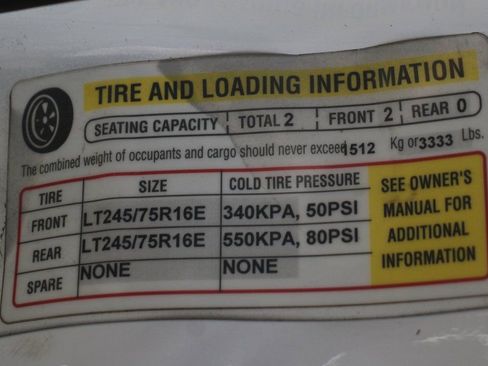 TIRE AND LOADING INFORMATION
SEATING CAPACITY TOTAL 2 FRONT 2 REAR 0
The combined weight of occupants and cargo should never exceed 1512 Kg or 3333 Lbs.
TIRE SIZE COLD TIRE PRESSURE
FRONT LT245/75R16E 340KPA, 50PSI
REAR LT245/75R16E 550KPA, 80PSI
SPARE NONE NONE
SEE OWNER'S
MANUAL FOR
ADDITIONAL
INFORMATION